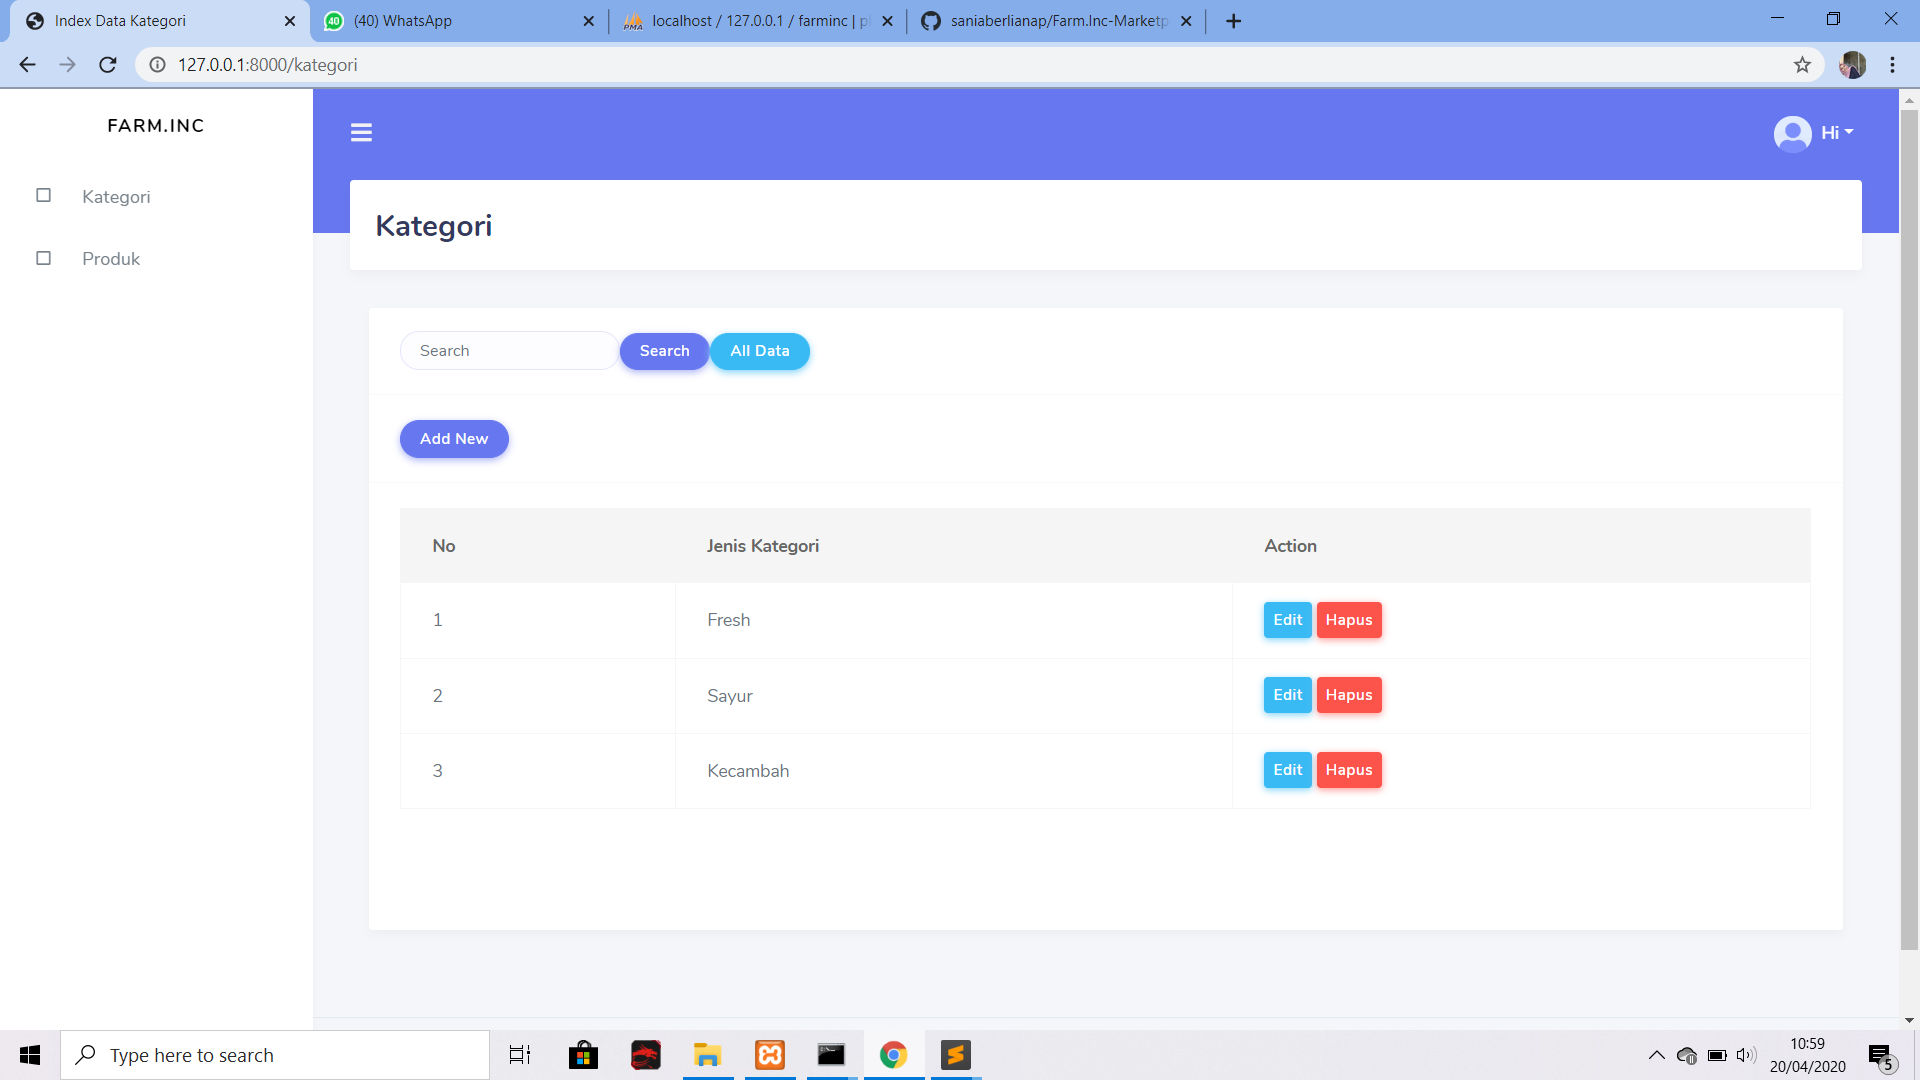 Index Data Kategori
(40) WhatsApp
localhost / 127.0.0.1 / farminc |
saniaberlianap/Farm.Inc-Marketp
127.0.0.1:8000/kategori
FARM.INC
Hi
Kategori
Produk
Kategori
Search Search All Data
Add New
No Jenis Kategori Action
1 Fresh Edit Hapus
2 Sayur Edit Hapus
3 Kecambah Edit Hapus
Type here to search
10:59
20/04/2020
5